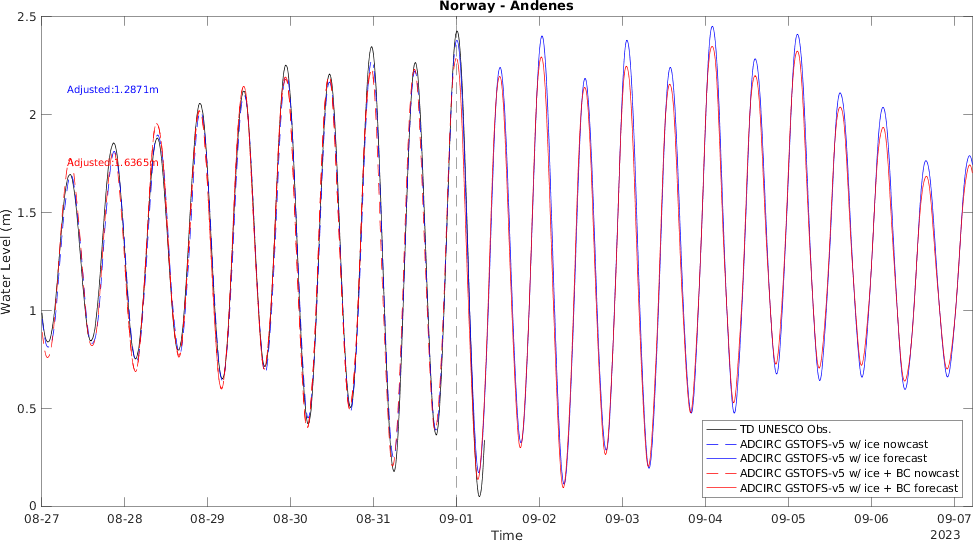 Norway - Andenes
2.5
2
1.5
1
0.5
0
Water Level (m)
Adjusted:1.2871m
Adjusted:1.6365m
TD UNESCO Obs.
ADCIRC GSTOFS-v5 w/ ice nowcast
ADCIRC GSTOFS-v5 w/ ice forecast
ADCIRC GSTOFS-v5 w/ ice + BC nowcast
ADCIRC GSTOFS-v5 w/ ice + BC forecast
08-27 08-28 08-29 08-30 08-31 09-01 09-02 09-03 09-04 09-05 09-06 09-07
Time
2023